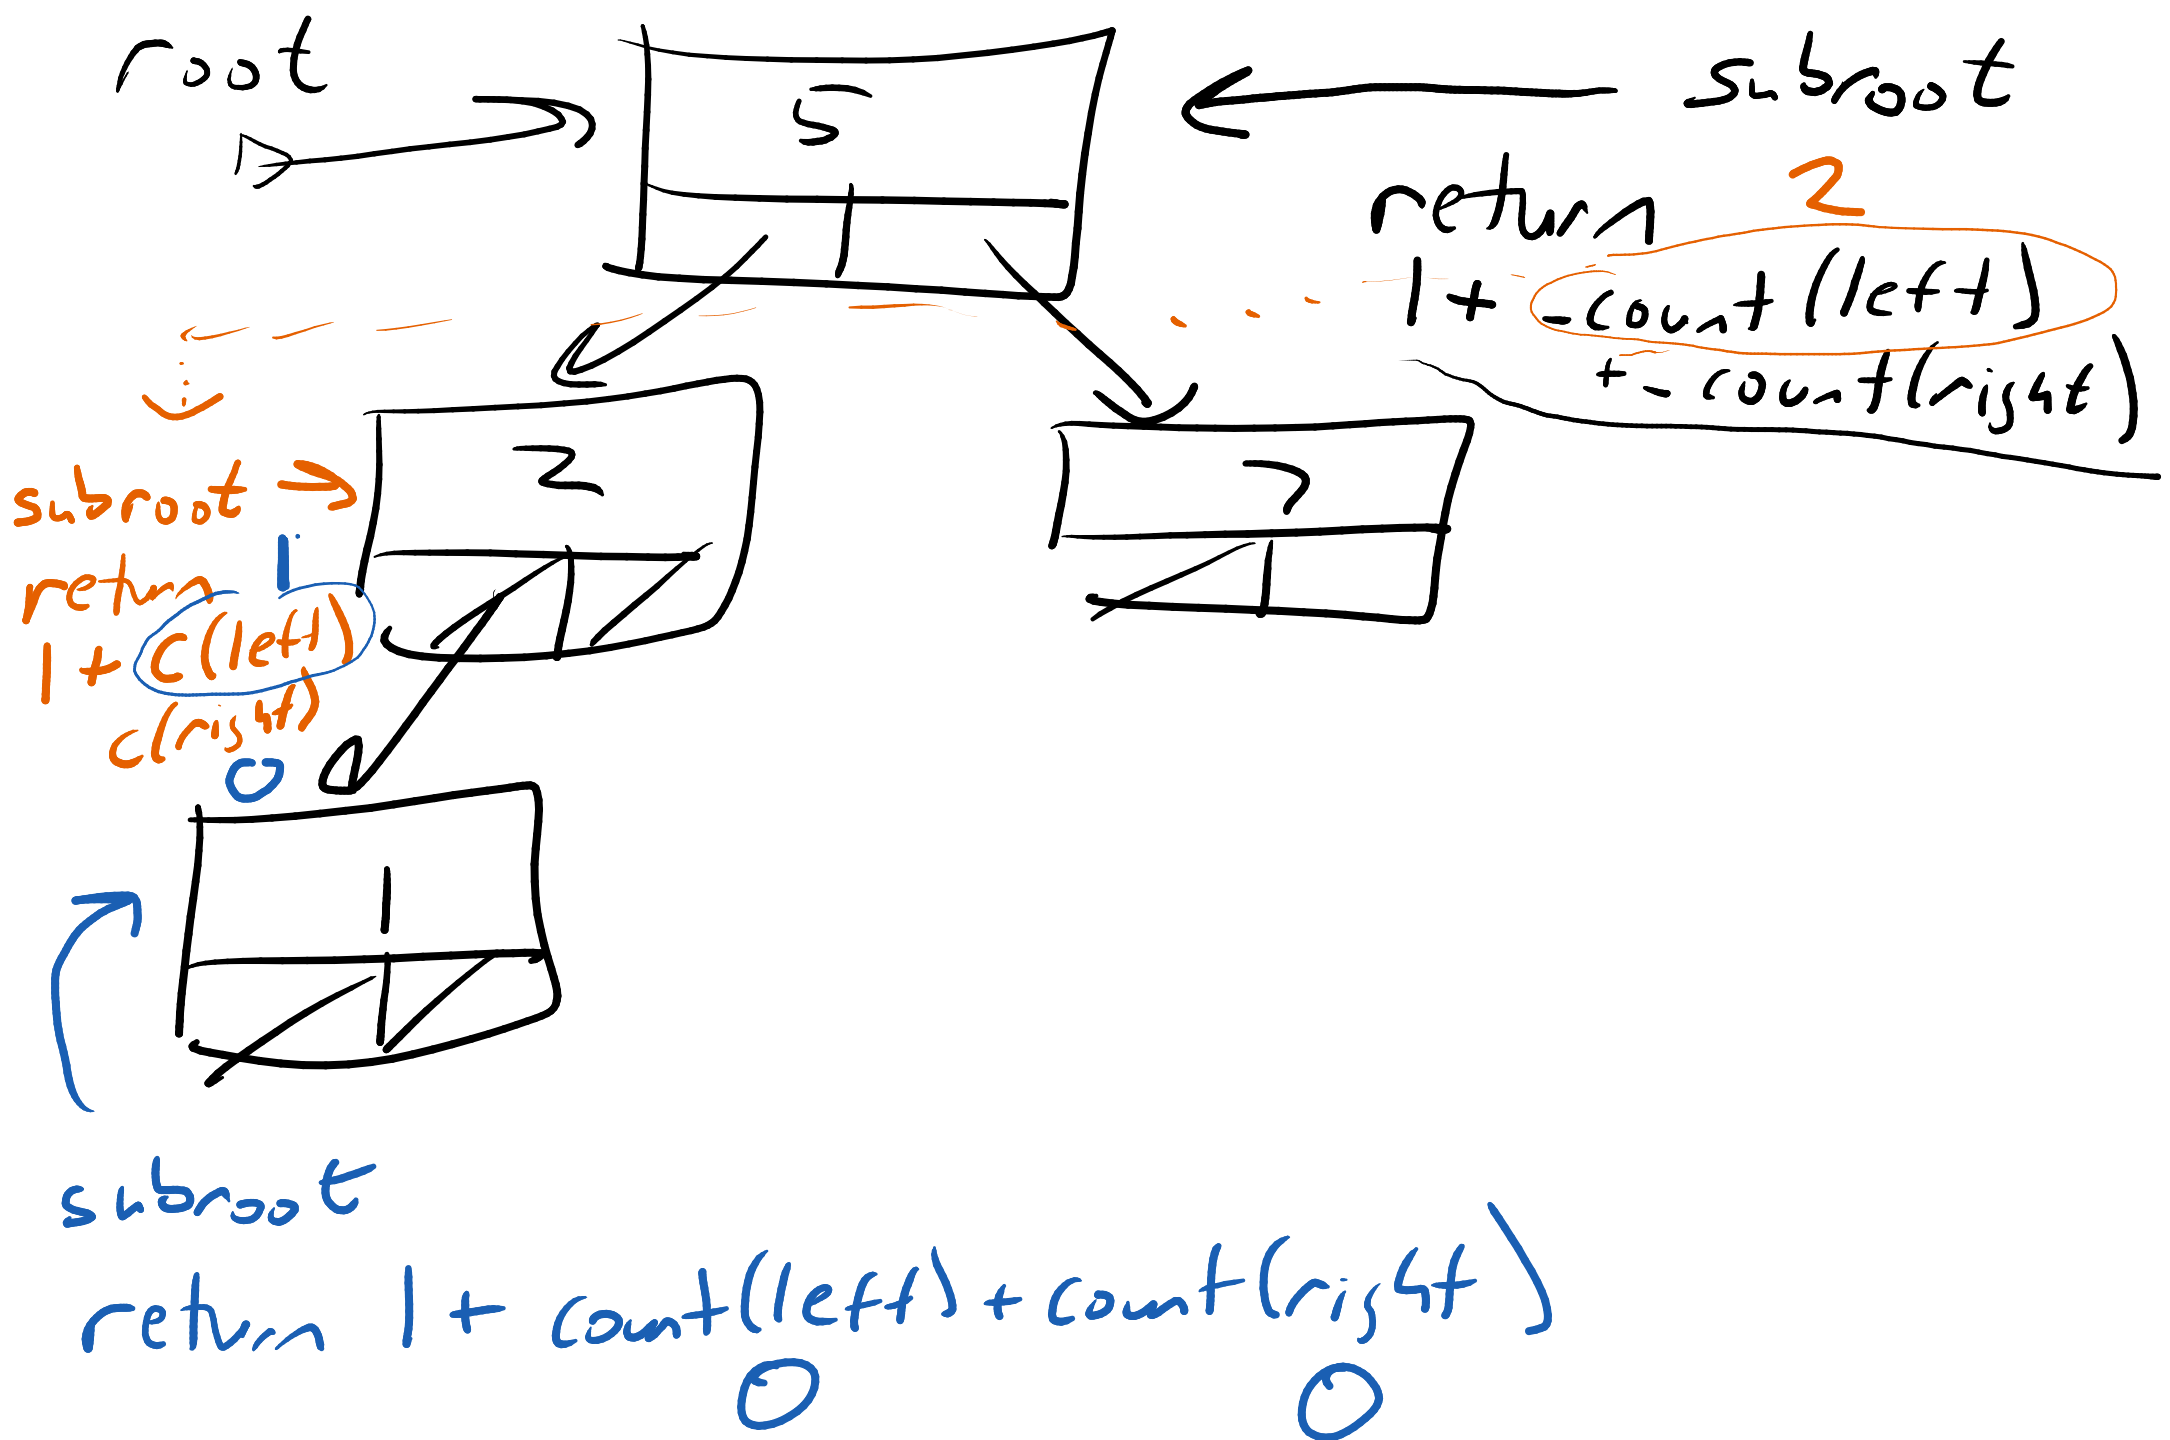 root
5
subroot
return
2
1 + _count(left)
+ _count(right)
2
7
subroot
return
1
1 + c(left)
c(right)
0
1
subroot
return 1 + count(left) + count(right)
0 0